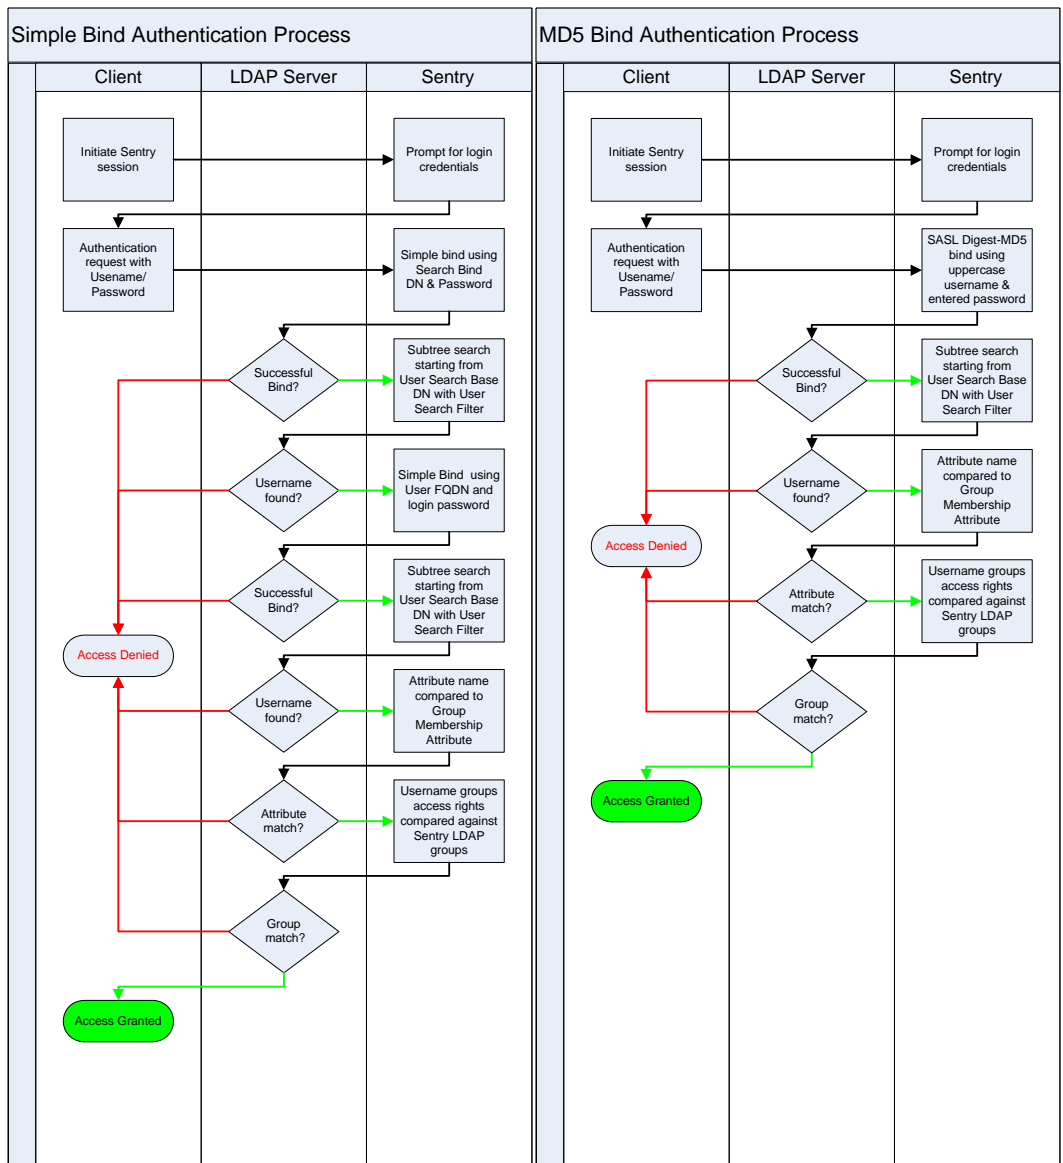 Simple Bind Authentication Process
Client
LDAP Server
Sentry
Initiate Sentry
session
Prompt for login
credentials
Authentication
request with
Usename/
Password
Simple bind using
Search Bind
DN & Password
Successful
Bind?
Subtree search
starting from
User Search Base
DN with User
Search Filter
Username
found?
Simple Bind  using
User FQDN and
login password
Successful
Bind?
Subtree search
starting from
User Search Base
DN with User
Search Filter
Access Denied
Username
found?
Attribute name
compared to
Group
Membership
Attribute
Attribute
match?
Username groups
access rights
compared against
Sentry LDAP
groups
Group
match?
Access Granted
MD5 Bind Authentication Process
Client
LDAP Server
Sentry
Initiate Sentry
session
Prompt for login
credentials
Authentication
request with
Usename/
Password
SASL Digest-MD5
bind using
uppercase
username &
entered password
Successful
Bind?
Subtree search
starting from
User Search Base
DN with User
Search Filter
Username
found?
Attribute name
compared to
Group
Membership
Attribute
Access Denied
Attribute
match?
Username groups
access rights
compared against
Sentry LDAP
groups
Group
match?
Access Granted